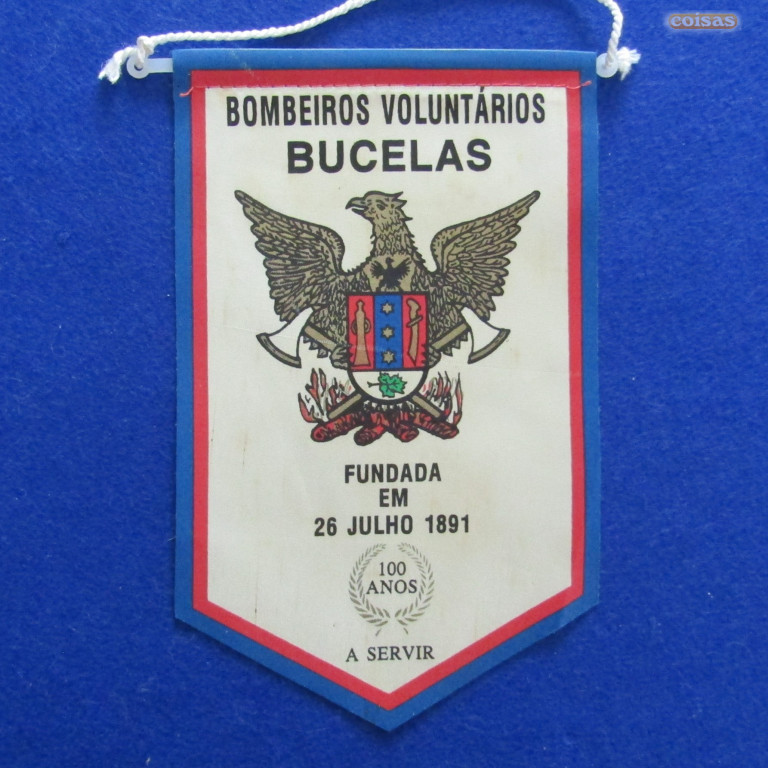 coisas
BOMBEIROS VOLUNTÁRIOS
BUCELAS
FUNDADA
EM
26 JULHO 1891
100
ANOS
A SERVIR